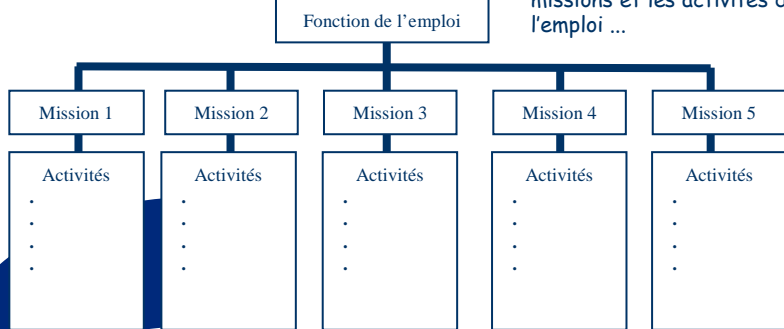 missions et les activités d
l'emploi ...
Fonction de l'emploi
Mission 1
Mission 2
Mission 3
Mission 4
Mission 5
Activités
Activités
Activités
Activités
Activités